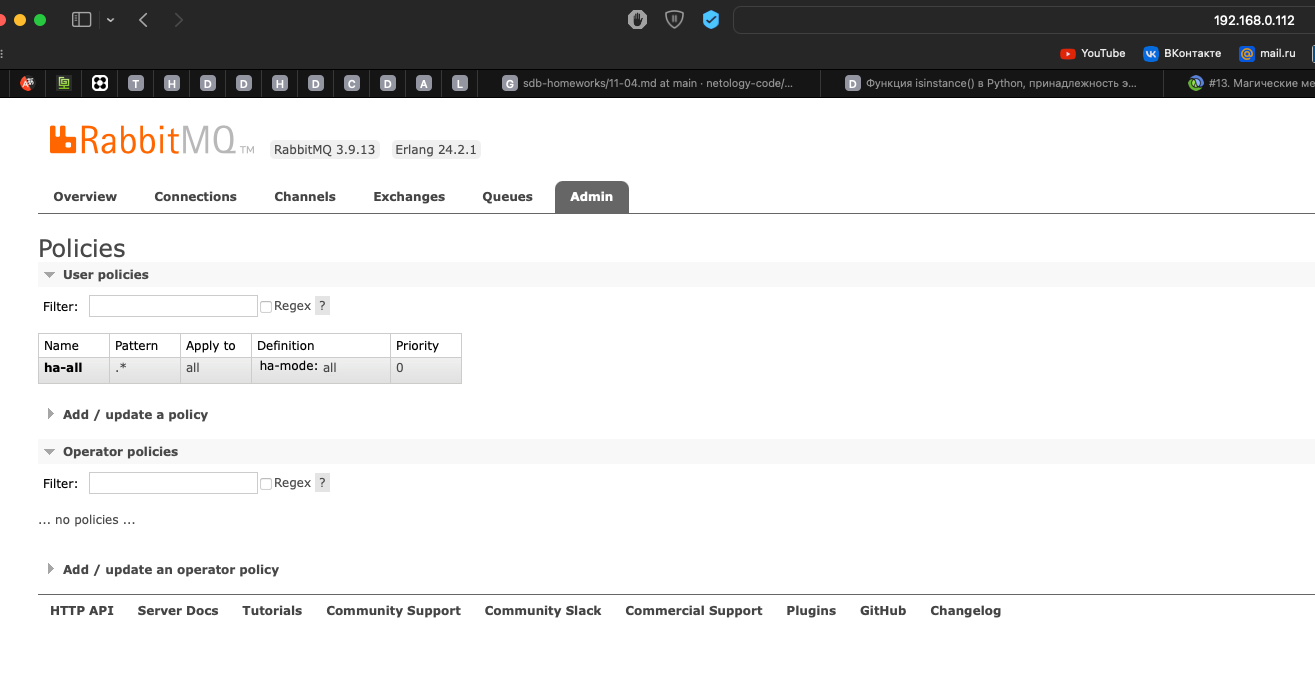 192.168.0.112
YouTube ВКонтакте mail.ru
T H D D H D C D A L G sdb-homeworks/11-04.md at main · netology-code/... D Функция isinstance() в Python, принадлежность э... #13. Магические ме
RabbitMQ TM RabbitMQ 3.9.13 Erlang 24.2.1
Overview Connections Channels Exchanges Queues Admin
Policies
User policies
Filter: Regex ?
Name Pattern Apply to Definition Priority
ha-all .* all ha-mode: all 0
Add / update a policy
Operator policies
Filter: Regex ?
... no policies ...
Add / update an operator policy
HTTP API Server Docs Tutorials Community Support Community Slack Commercial Support Plugins GitHub Changelog